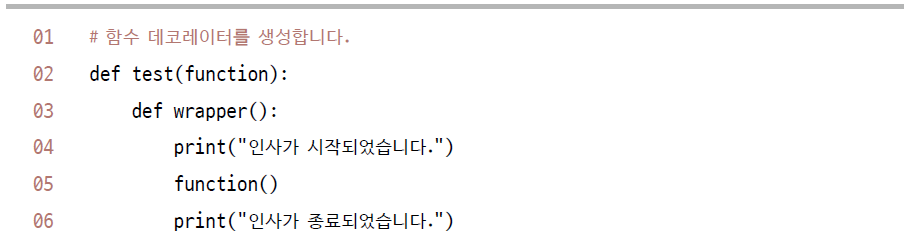 01 # 함수 데코레이터를 생성합니다.
02 def test(function):
03     def wrapper():
04         print("인사가 시작되었습니다.")
05         function()
06         print("인사가 종료되었습니다.")